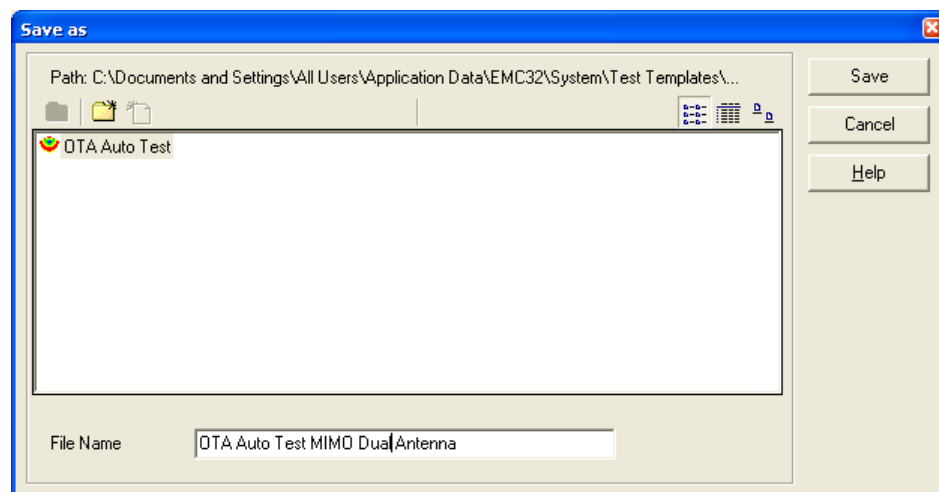 Save as
Path: C:\Documents and Settings\All Users\Application Data\EMC32\System\Test Templates\...
Save
Cancel
OTA Auto Test
Help
File Name
OTA Auto Test MIMO Dual Antenna